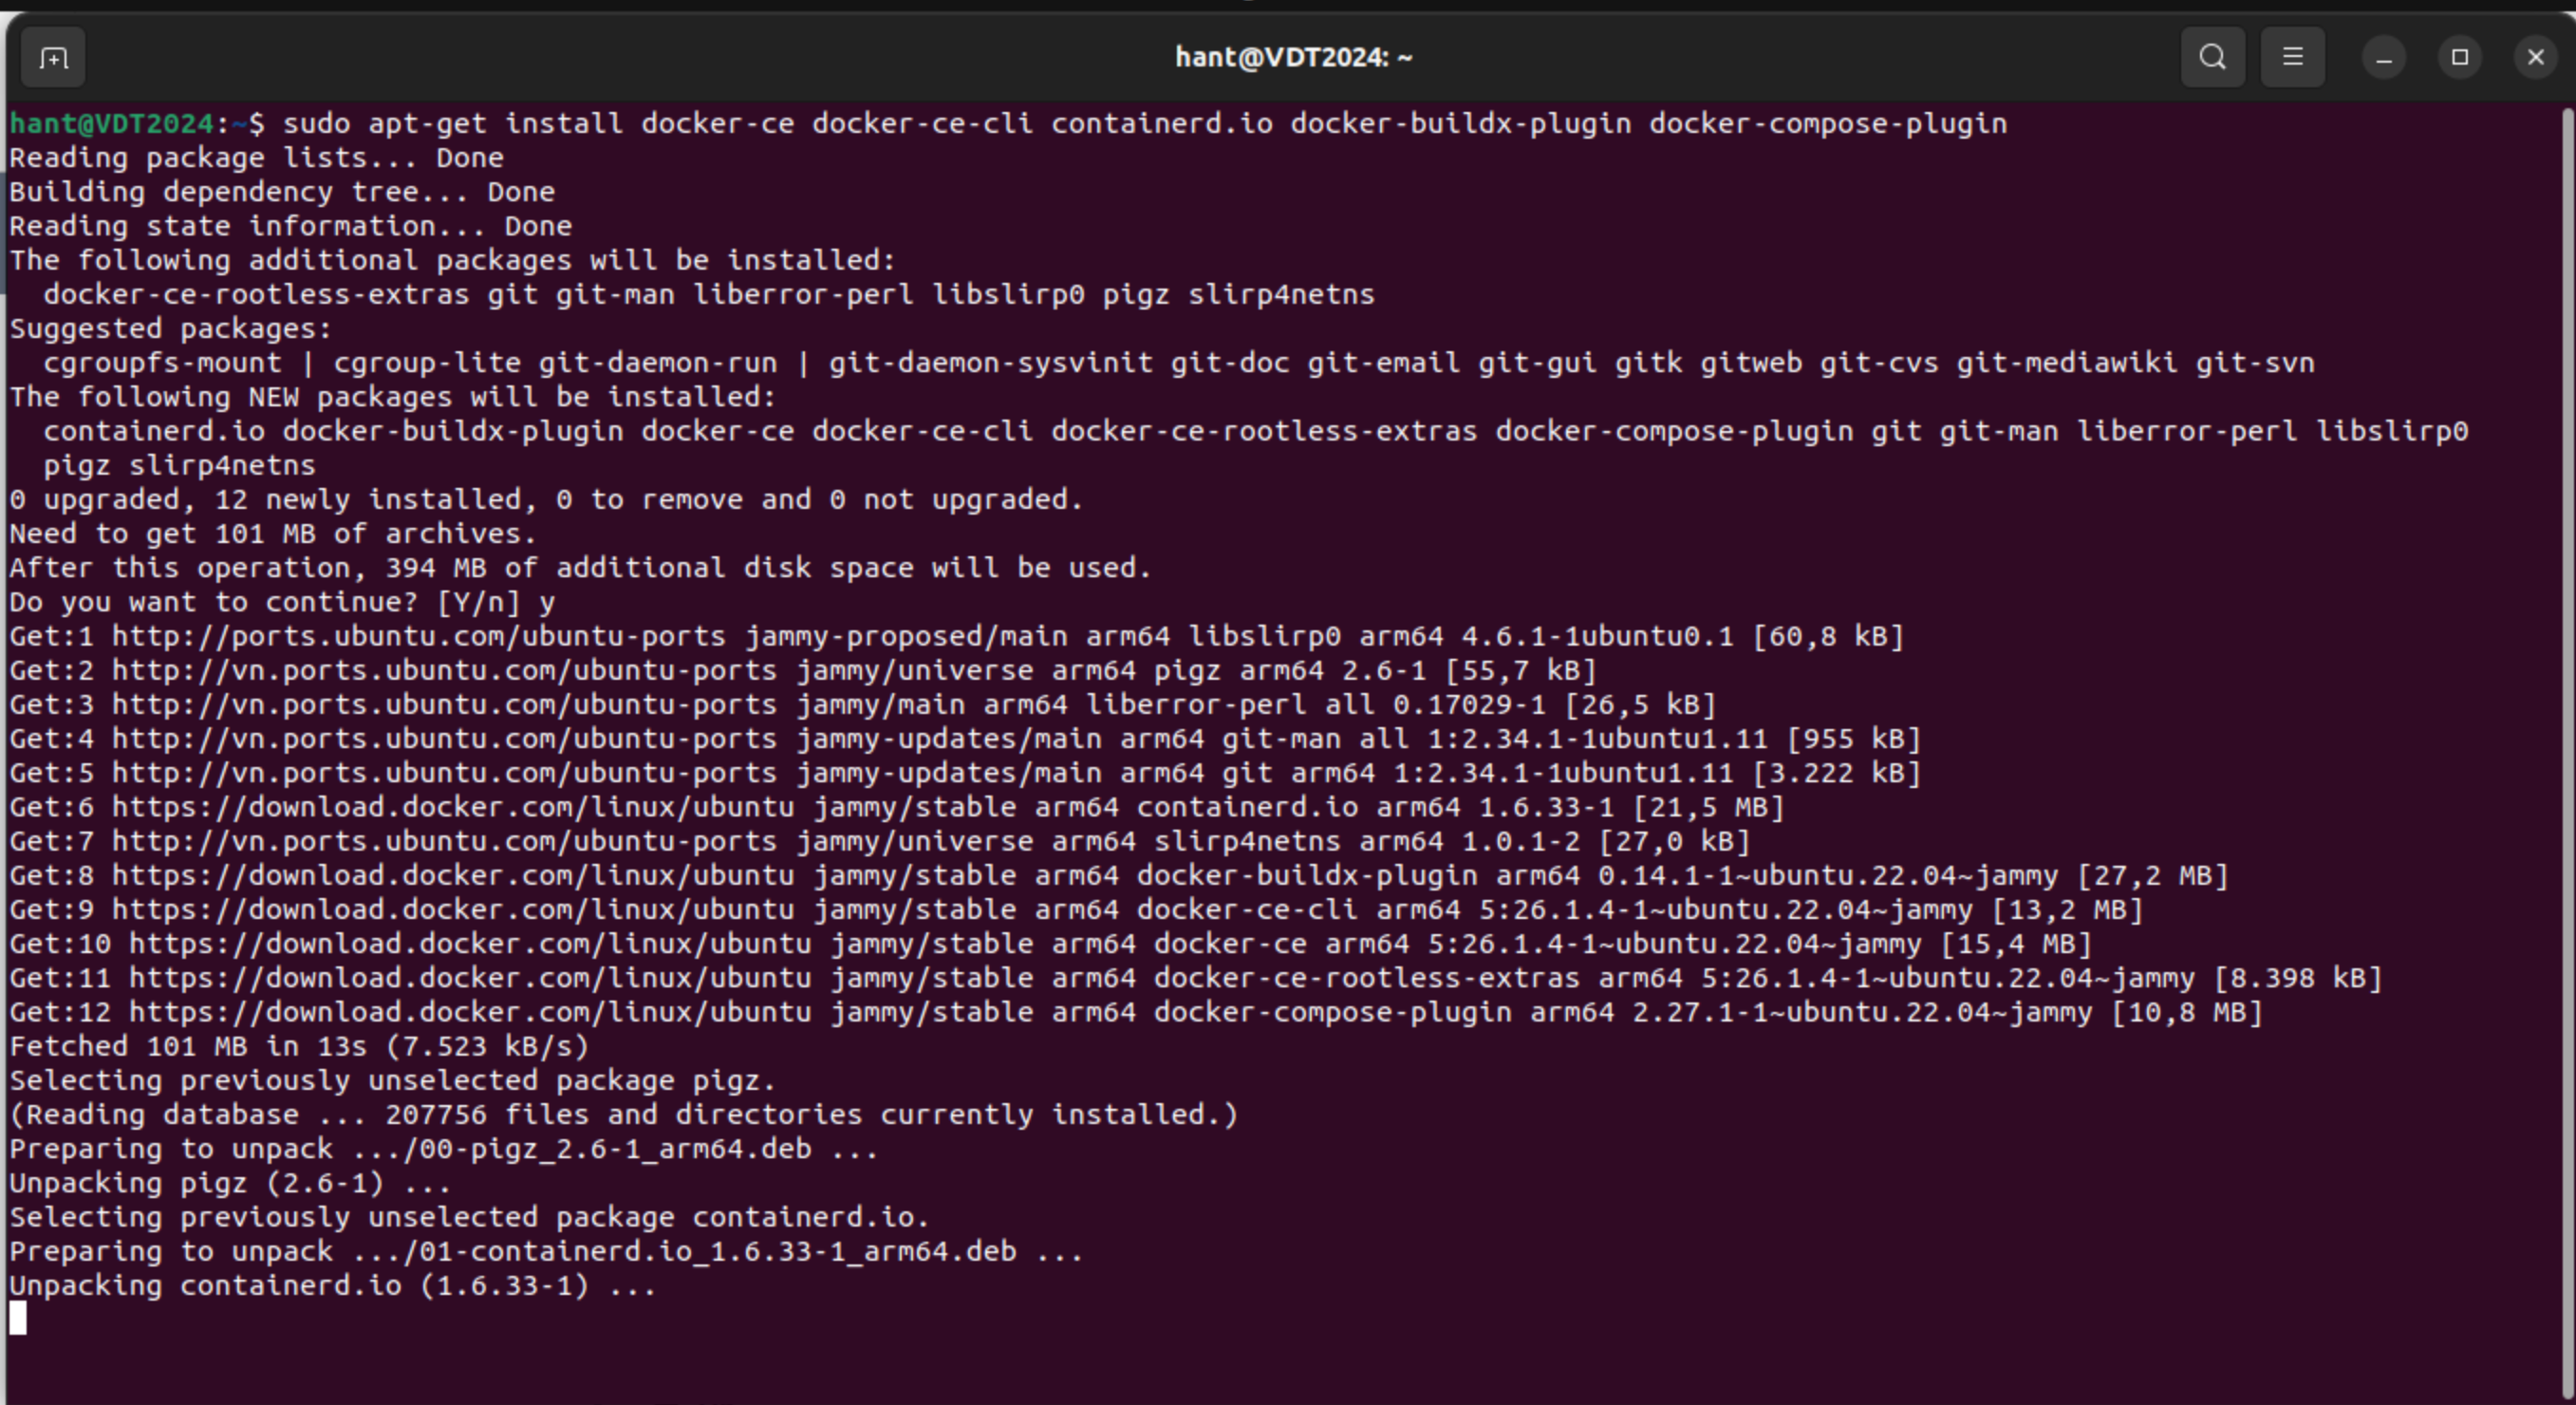 hant@VDT2024: ~
hant@VDT2024:~$ sudo apt-get install docker-ce docker-ce-cli containerd.io docker-buildx-plugin docker-compose-plugin
Reading package lists... Done
Building dependency tree... Done
Reading state information... Done
The following additional packages will be installed:
  docker-ce-rootless-extras git git-man liberror-perl libslirp0 pigz slirp4netns
Suggested packages:
  cgroupfs-mount | cgroup-lite git-daemon-run | git-daemon-sysvinit git-doc git-email git-gui gitk gitweb git-cvs git-mediawiki git-svn
The following NEW packages will be installed:
  containerd.io docker-buildx-plugin docker-ce docker-ce-cli docker-ce-rootless-extras docker-compose-plugin git git-man liberror-perl libslirp0
  pigz slirp4netns
0 upgraded, 12 newly installed, 0 to remove and 0 not upgraded.
Need to get 101 MB of archives.
After this operation, 394 MB of additional disk space will be used.
Do you want to continue? [Y/n] y
Get:1 http://ports.ubuntu.com/ubuntu-ports jammy-proposed/main arm64 libslirp0 arm64 4.6.1-1ubuntu0.1 [60,8 kB]
Get:2 http://vn.ports.ubuntu.com/ubuntu-ports jammy/universe arm64 pigz arm64 2.6-1 [55,7 kB]
Get:3 http://vn.ports.ubuntu.com/ubuntu-ports jammy/main arm64 liberror-perl all 0.17029-1 [26,5 kB]
Get:4 http://vn.ports.ubuntu.com/ubuntu-ports jammy-updates/main arm64 git-man all 1:2.34.1-1ubuntu1.11 [955 kB]
Get:5 http://vn.ports.ubuntu.com/ubuntu-ports jammy-updates/main arm64 git arm64 1:2.34.1-1ubuntu1.11 [3.222 kB]
Get:6 https://download.docker.com/linux/ubuntu jammy/stable arm64 containerd.io arm64 1.6.33-1 [21,5 MB]
Get:7 http://vn.ports.ubuntu.com/ubuntu-ports jammy/universe arm64 slirp4netns arm64 1.0.1-2 [27,0 kB]
Get:8 https://download.docker.com/linux/ubuntu jammy/stable arm64 docker-buildx-plugin arm64 0.14.1-1~ubuntu.22.04~jammy [27,2 MB]
Get:9 https://download.docker.com/linux/ubuntu jammy/stable arm64 docker-ce-cli arm64 5:26.1.4-1~ubuntu.22.04~jammy [13,2 MB]
Get:10 https://download.docker.com/linux/ubuntu jammy/stable arm64 docker-ce arm64 5:26.1.4-1~ubuntu.22.04~jammy [15,4 MB]
Get:11 https://download.docker.com/linux/ubuntu jammy/stable arm64 docker-ce-rootless-extras arm64 5:26.1.4-1~ubuntu.22.04~jammy [8.398 kB]
Get:12 https://download.docker.com/linux/ubuntu jammy/stable arm64 docker-compose-plugin arm64 2.27.1-1~ubuntu.22.04~jammy [10,8 MB]
Fetched 101 MB in 13s (7.523 kB/s)
Selecting previously unselected package pigz.
(Reading database ... 207756 files and directories currently installed.)
Preparing to unpack .../00-pigz_2.6-1_arm64.deb ...
Unpacking pigz (2.6-1) ...
Selecting previously unselected package containerd.io.
Preparing to unpack .../01-containerd.io_1.6.33-1_arm64.deb ...
Unpacking containerd.io (1.6.33-1) ...